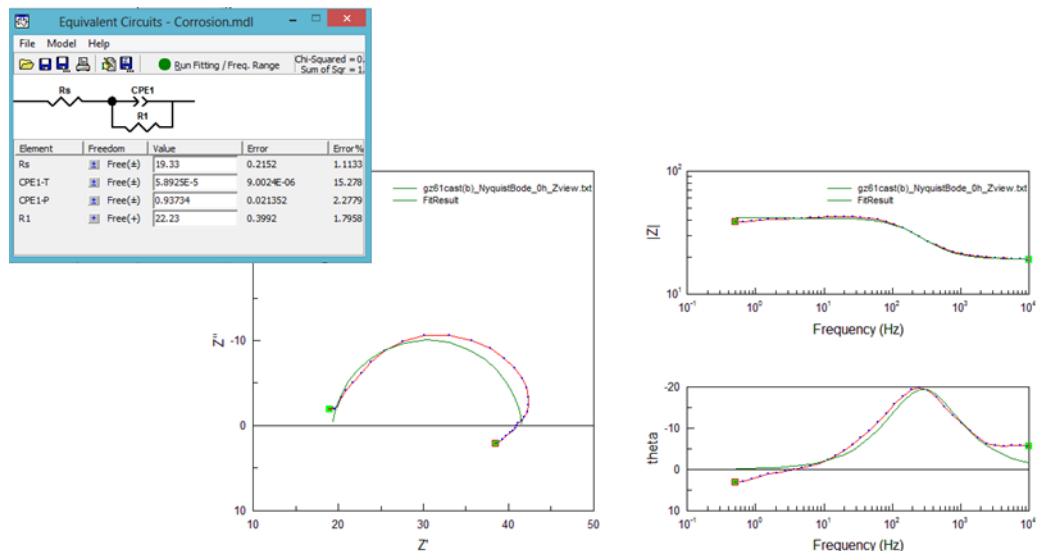 Equivalent Circuits - Corrosion.mdl
File Model Help
Run Fitting / Freq. Range
Chi-Squared = 0.
Sum of Sqr = 1.
Rs
CPE1
R1
Element Freedom Value Error Error%
Rs Free(±) 19.33 0.2152 1.1133
CPE1-T Free(±) 5.8925E-5 9.0024E-06 15.278
CPE1-P Free(±) 0.93734 0.021352 2.2779
R1 Free(+) 22.23 0.3992 1.7958
gz61cast(b)_NyquistBode_0h_Zview.txt
FitResult
-10
0
10
Z''
10 20 30 40 50
Z'
gz61cast(b)_NyquistBode_0h_Zview.txt
FitResult
10²
10¹
|Z|
10⁻¹ 10⁰ 10¹ 10² 10³ 10⁴
Frequency (Hz)
gz61cast(b)_NyquistBode_0h_Zview.txt
FitResult
-20
-10
0
10
theta
10⁻¹ 10⁰ 10¹ 10² 10³ 10⁴
Frequency (Hz)